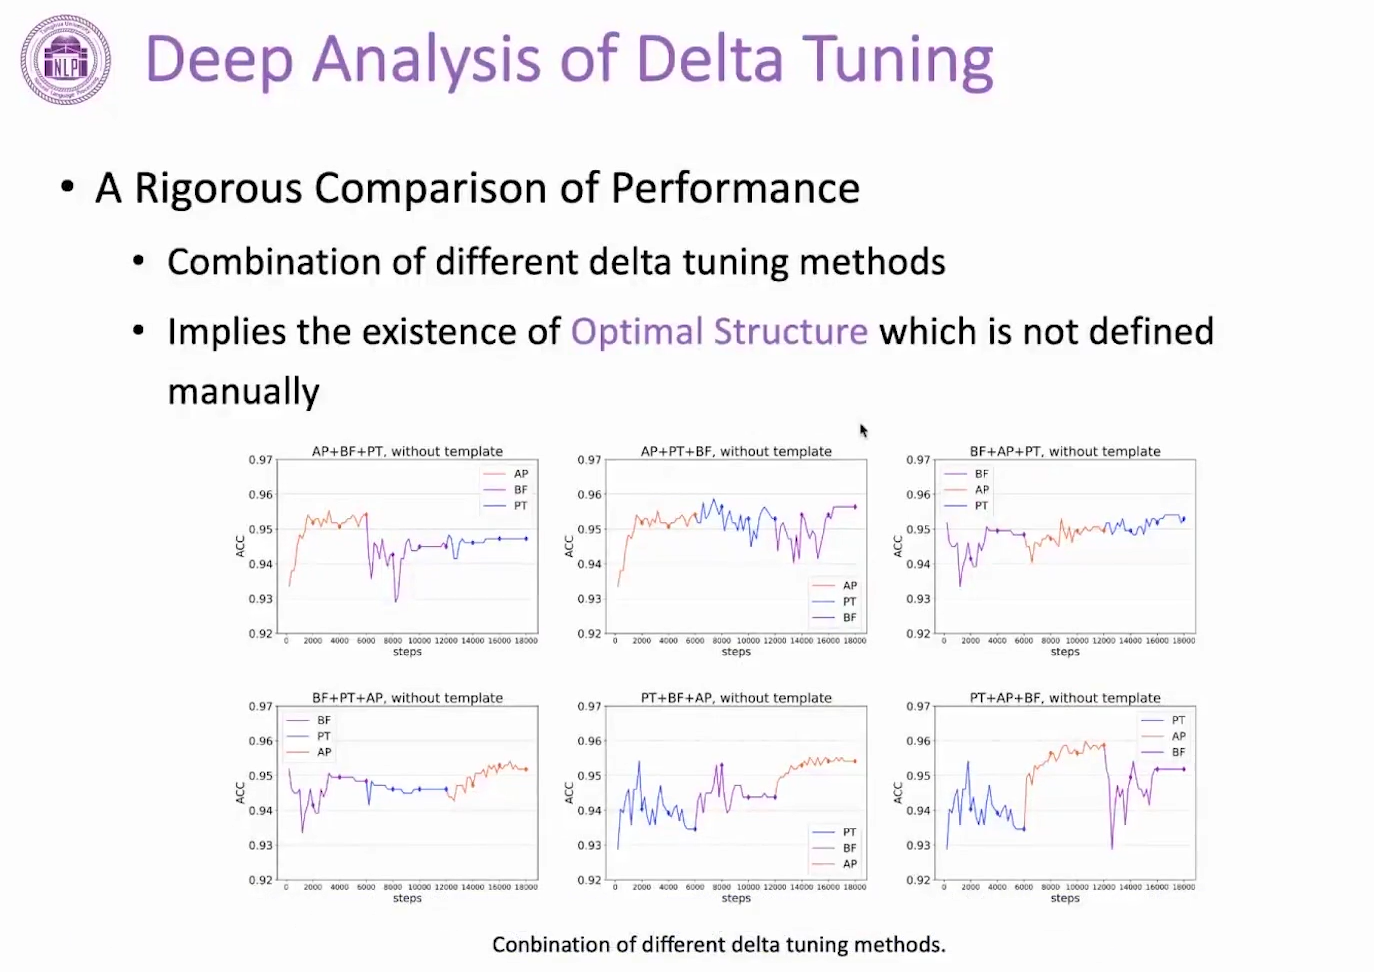 Tsinghua University
NLP
Natural Language Processing
Deep Analysis of Delta Tuning
• A Rigorous Comparison of Performance
• Combination of different delta tuning methods
• Implies the existence of Optimal Structure which is not defined
manually
AP+BF+PT, without template
0.97
0.96
0.95
0.94
0.93
0.92
ACC
AP
BF
PT
0 2000 4000 6000 8000 10000 12000 14000 16000 18000
steps
AP+PT+BF, without template
0.97
0.96
0.95
0.94
0.93
0.92
ACC
AP
PT
BF
0 2000 4000 6000 8000 10000 12000 14000 16000 18000
steps
BF+AP+PT, without template
0.97
0.96
0.95
0.94
0.93
0.92
ACC
BF
AP
PT
0 2000 4000 6000 8000 10000 12000 14000 16000 18000
steps
BF+PT+AP, without template
0.97
0.96
0.95
0.94
0.93
0.92
ACC
BF
PT
AP
0 2000 4000 6000 8000 10000 12000 14000 16000 18000
steps
PT+BF+AP, without template
0.97
0.96
0.95
0.94
0.93
0.92
ACC
PT
BF
AP
0 2000 4000 6000 8000 10000 12000 14000 16000 18000
steps
PT+AP+BF, without template
0.97
0.96
0.95
0.94
0.93
0.92
ACC
PT
AP
BF
0 2000 4000 6000 8000 10000 12000 14000 16000 18000
steps
Conbination of different delta tuning methods.